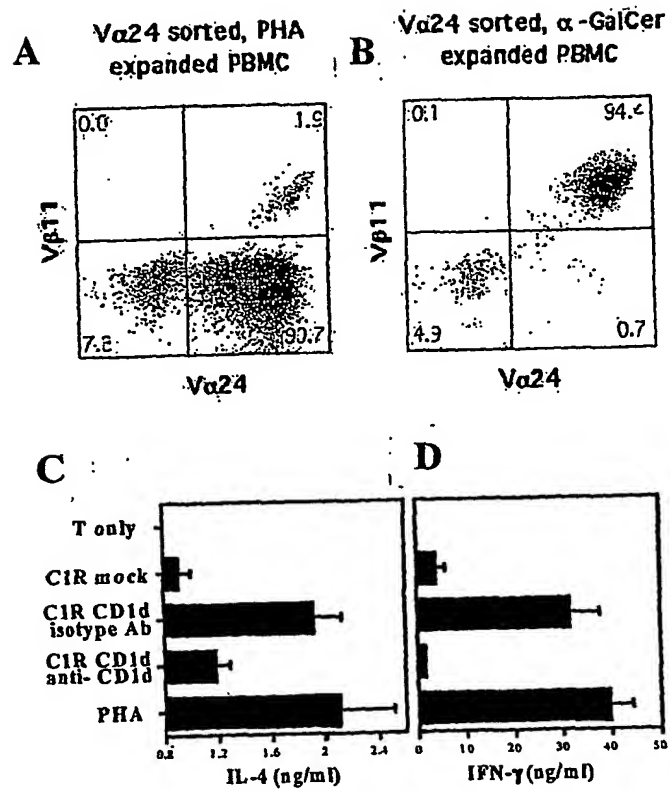 A
Vα24 sorted, PHA
expanded PBMC
B
Vα24 sorted, α-GalCer
expanded PBMC
0.0
1.9
7.8
90.7
Vβ11
Vα24
0.1
94.4
4.9
0.7
Vβ11
Vα24
C
D
T only
C1R mock
C1R CD1d
isotype Ab
C1R CD1d
anti- CD1d
PHA
0.8 1.2 1.6 2 2.4
IL-4 (ng/ml)
0 10 20 30 40 50
IFN-γ (ng/ml)